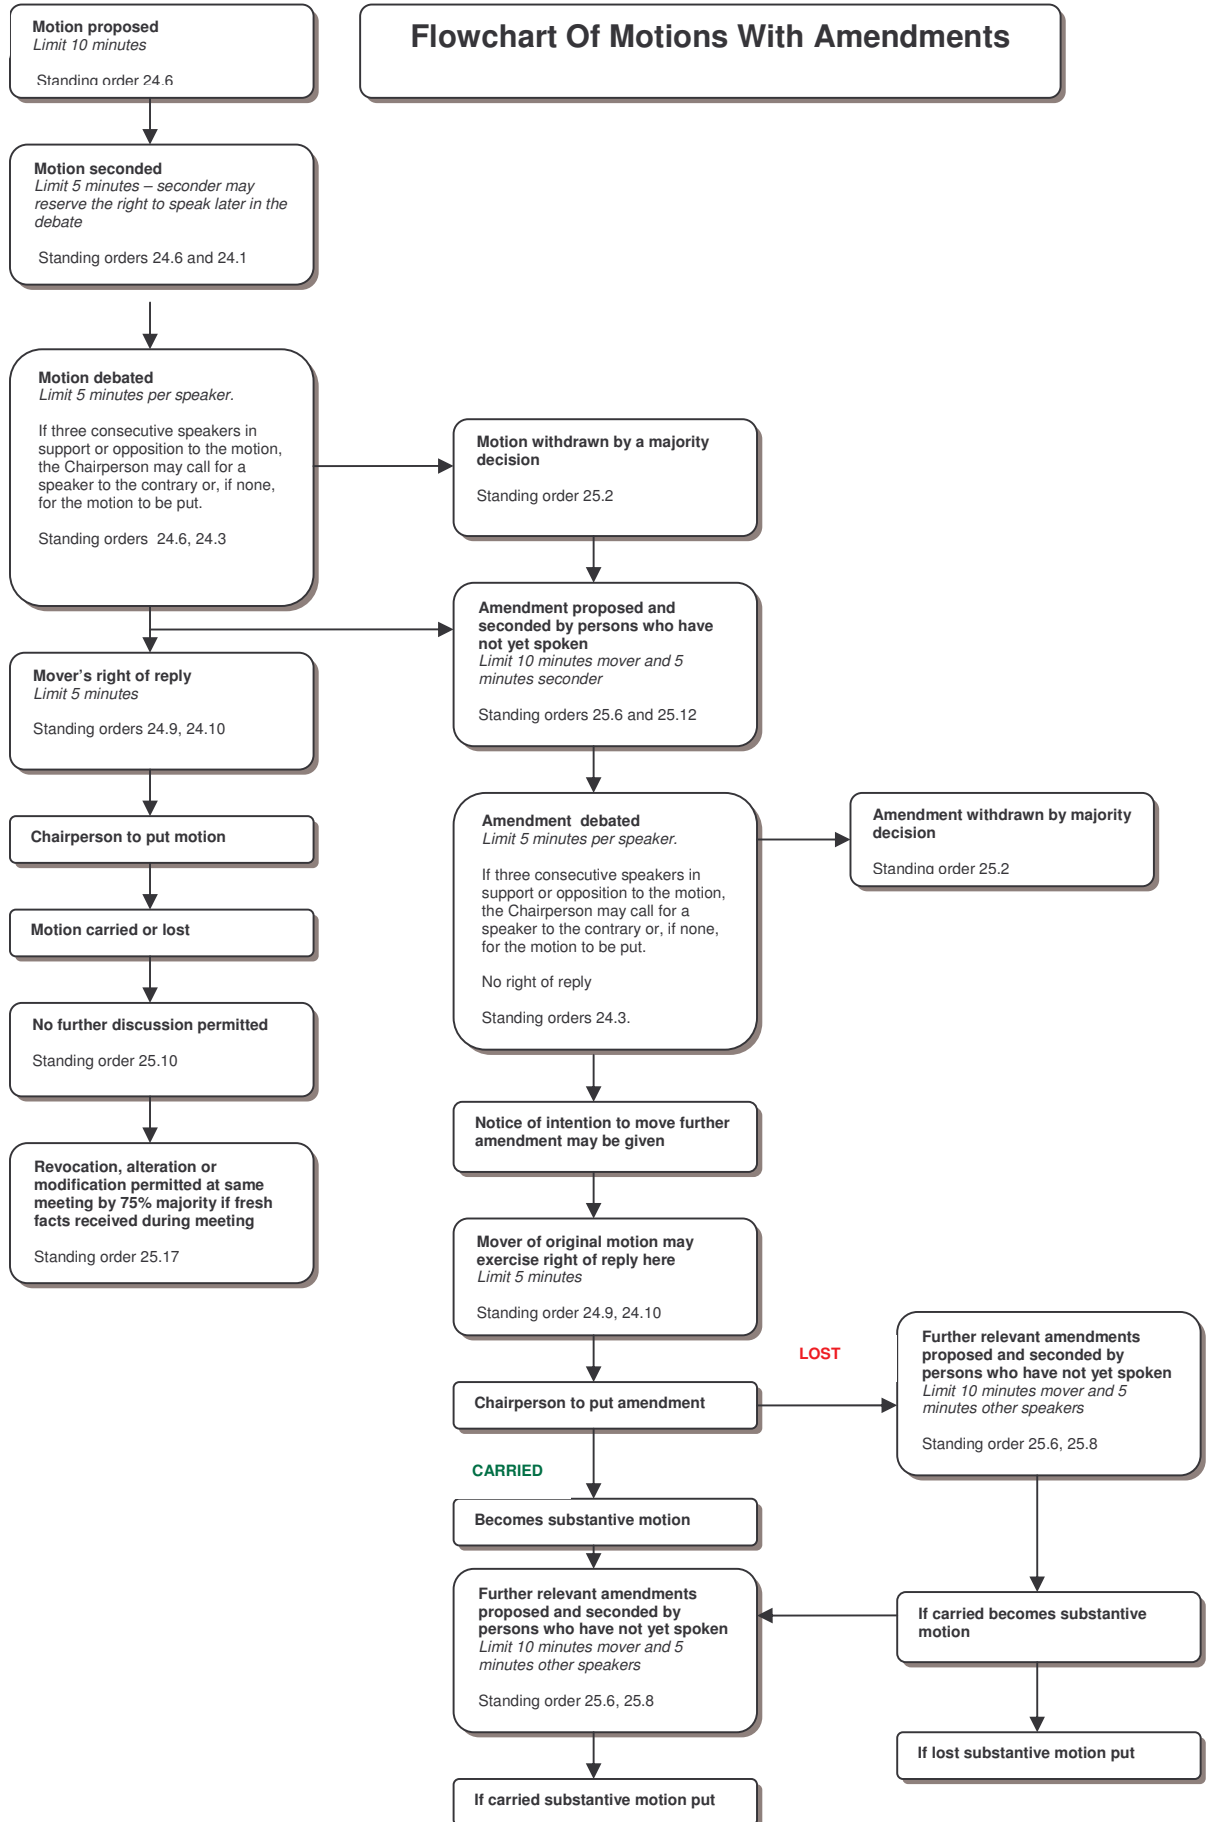 Flowchart Of Motions With Amendments
Motion proposed
Limit 10 minutes
Standing order 24.6
Motion seconded
Limit 5 minutes – seconder may
reserve the right to speak later in the
debate
Standing orders 24.6 and 24.1
Motion debated
Limit 5 minutes per speaker.
If three consecutive speakers in
support or opposition to the motion,
the Chairperson may call for a
speaker to the contrary or, if none,
for the motion to be put.
Standing orders 24.6, 24.3
Mover's right of reply
Limit 5 minutes
Standing orders 24.9, 24.10
Chairperson to put motion
Motion carried or lost
No further discussion permitted
Standing order 25.10
Revocation, alteration or
modification permitted at same
meeting by 75% majority if fresh
facts received during meeting
Standing order 25.17
Motion withdrawn by a majority
decision
Standing order 25.2
Amendment proposed and
seconded by persons who have
not yet spoken
Limit 10 minutes mover and 5
minutes seconder
Standing orders 25.6 and 25.12
Amendment debated
Limit 5 minutes per speaker.
If three consecutive speakers in
support or opposition to the motion,
the Chairperson may call for a
speaker to the contrary or, if none,
for the motion to be put.
No right of reply
Standing orders 24.3.
Amendment withdrawn by majority
decision
Standing order 25.2
Notice of intention to move further
amendment may be given
Mover of original motion may
exercise right of reply here
Limit 5 minutes
Standing order 24.9, 24.10
Chairperson to put amendment
LOST
Further relevant amendments
proposed and seconded by
persons who have not yet spoken
Limit 10 minutes mover and 5
minutes other speakers
Standing order 25.6, 25.8
CARRIED
Becomes substantive motion
Further relevant amendments
proposed and seconded by
persons who have not yet spoken
Limit 10 minutes mover and 5
minutes other speakers
Standing order 25.6, 25.8
If carried becomes substantive
motion
If lost substantive motion put
If carried substantive motion put